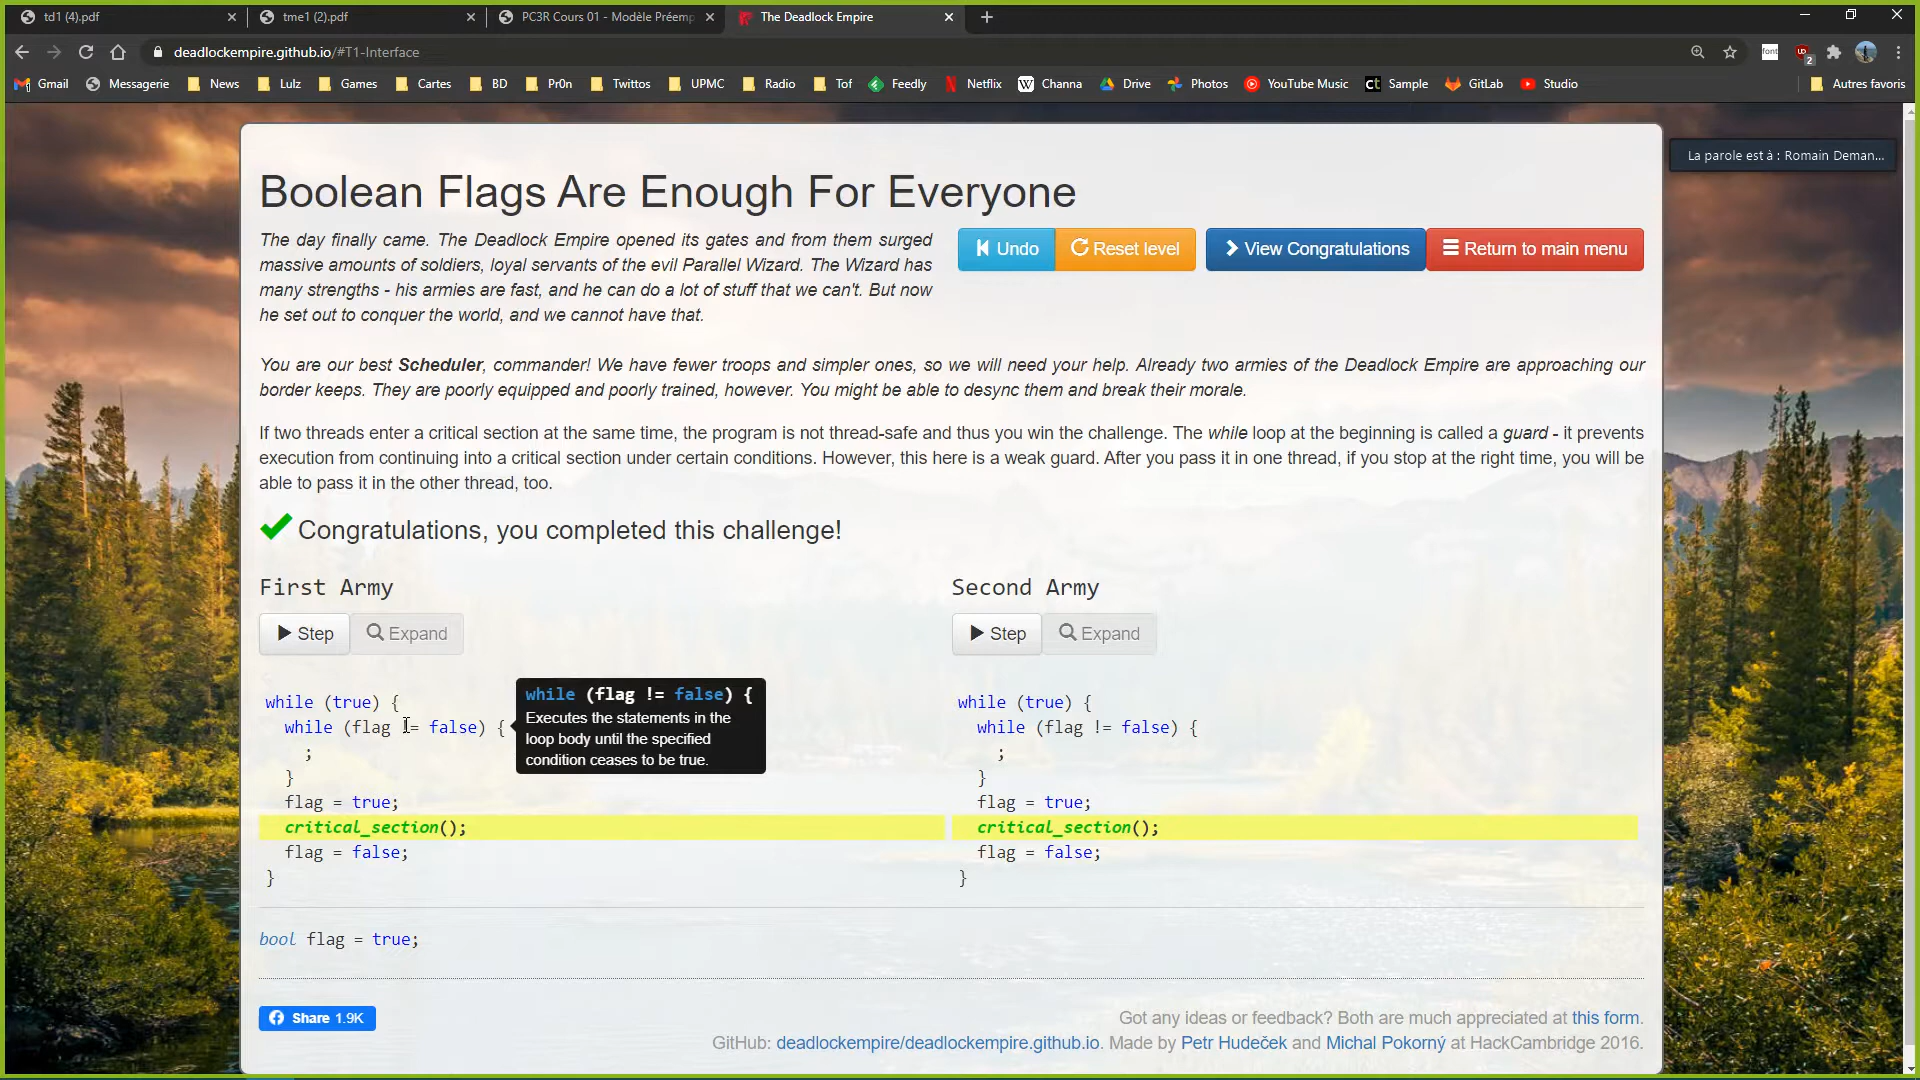 td1 (4).pdf
tme1 (2).pdf
PC3R Cours 01 - Modèle Préemp
The Deadlock Empire
deadlockempire.github.io/#T1-Interface
font
UD
2
Gmail
Messagerie
News
Lulz
Games
Cartes
BD
Pr0n
Twittos
UPMC
Radio
Tof
Feedly
Netflix
Channa
Drive
Photos
YouTube Music
Sample
GitLab
Studio
Autres favoris
La parole est à : Romain Deman...
Boolean Flags Are Enough For Everyone
The day finally came. The Deadlock Empire opened its gates and from them surged
massive amounts of soldiers, loyal servants of the evil Parallel Wizard. The Wizard has
many strengths - his armies are fast, and he can do a lot of stuff that we can't. But now
he set out to conquer the world, and we cannot have that.
Undo
Reset level
View Congratulations
Return to main menu
You are our best Scheduler, commander! We have fewer troops and simpler ones, so we will need your help. Already two armies of the Deadlock Empire are approaching our
border keeps. They are poorly equipped and poorly trained, however. You might be able to desync them and break their morale.
If two threads enter a critical section at the same time, the program is not thread-safe and thus you win the challenge. The while loop at the beginning is called a guard - it prevents
execution from continuing into a critical section under certain conditions. However, this here is a weak guard. After you pass it in one thread, if you stop at the right time, you will be
able to pass it in the other thread, too.
Congratulations, you completed this challenge!
First Army
Step
Expand
while (true) {
while (flag != false) {
;
}
flag = true;
critical_section();
flag = false;
}
while (flag != false) {
Executes the statements in the
loop body until the specified
condition ceases to be true.
Second Army
Step
Expand
while (true) {
while (flag != false) {
;
}
flag = true;
critical_section();
flag = false;
}
bool flag = true;
Share 1.9K
Got any ideas or feedback? Both are much appreciated at this form.
GitHub: deadlockempire/deadlockempire.github.io. Made by Petr Hudeček and Michal Pokorný at HackCambridge 2016.